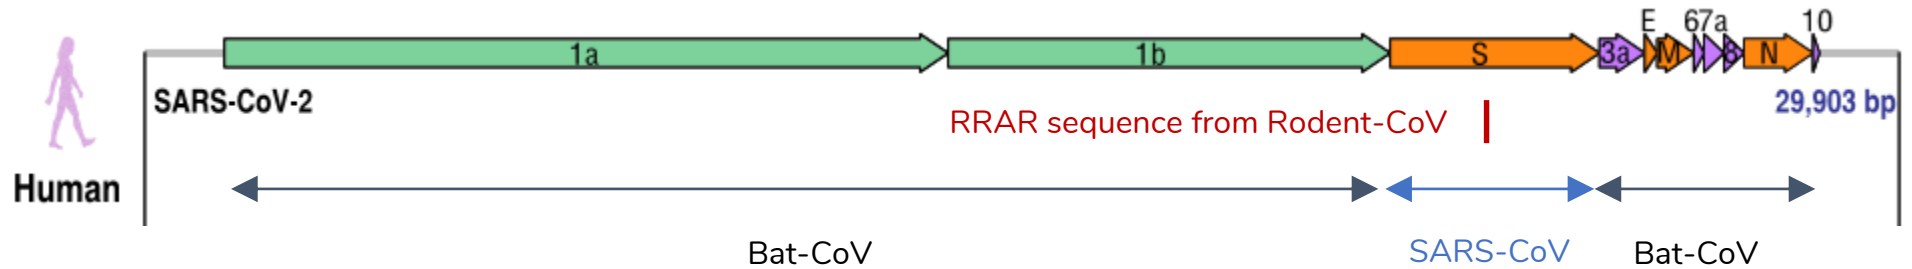 E 67a 10
1a 1b S 3a M 8 N
SARS-CoV-2
29,903 bp
RRAR sequence from Rodent-CoV
Human
Bat-CoV SARS-CoV Bat-CoV